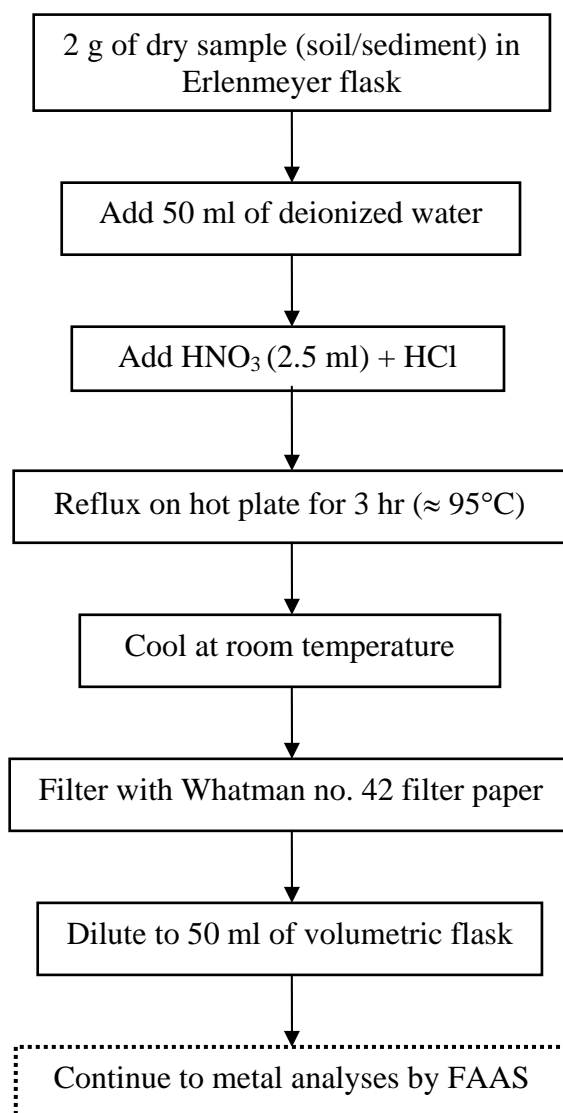 2 g of dry sample (soil/sediment) in
Erlenmeyer flask
Add 50 ml of deionized water
Add HNO₃ (2.5 ml) + HCl
Reflux on hot plate for 3 hr (≈ 95°C)
Cool at room temperature
Filter with Whatman no. 42 filter paper
Dilute to 50 ml of volumetric flask
Continue to metal analyses by FAAS